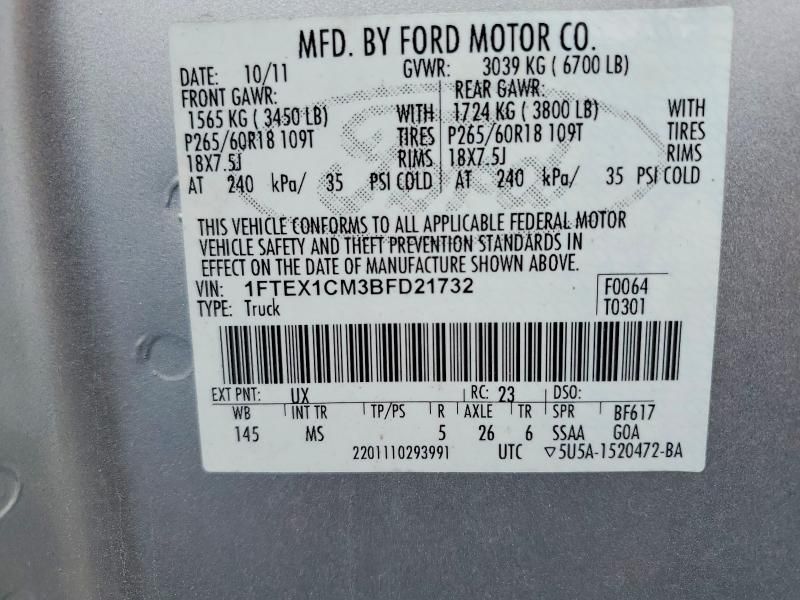 MFD. BY FORD MOTOR CO.
DATE: 10/11 GVWR: 3039 KG ( 6700 LB)
FRONT GAWR: REAR GAWR:
1565 KG ( 3450 LB) WITH 1724 KG ( 3800 LB) WITH
P265/60R18 109T TIRES P265/60R18 109T TIRES
18X7.5J RIMS 18X7.5J RIMS
AT 240 kPa/ 35 PSI COLD AT 240 kPa/ 35 PSI COLD
THIS VEHICLE CONFORMS TO ALL APPLICABLE FEDERAL MOTOR
VEHICLE SAFETY AND THEFT PREVENTION STANDARDS IN
EFFECT ON THE DATE OF MANUFACTURE SHOWN ABOVE.
VIN: 1FTEX1CM3BFD21732 F0064
TYPE: Truck T0301
EXT PNT: UX RC: 23 DSO:
WB INT TR TP/PS R AXLE TR SPR BF617
145 MS 5 26 6 SSAA GOA
2201110293991 UTC ▽5U5A-1520472-BA
Ford